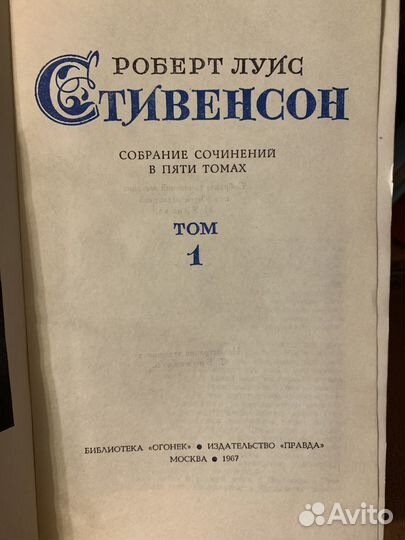 РОБЕРТ ЛУИС
СТИВЕНСОН
СОБРАНИЕ СОЧИНЕНИЙ
В ПЯТИ ТОМАХ
ТОМ
1
БИБЛИОТЕКА «ОГОНЕК» ● ИЗДАТЕЛЬСТВО «ПРАВДА»
МОСКВА ● 1967
Avito